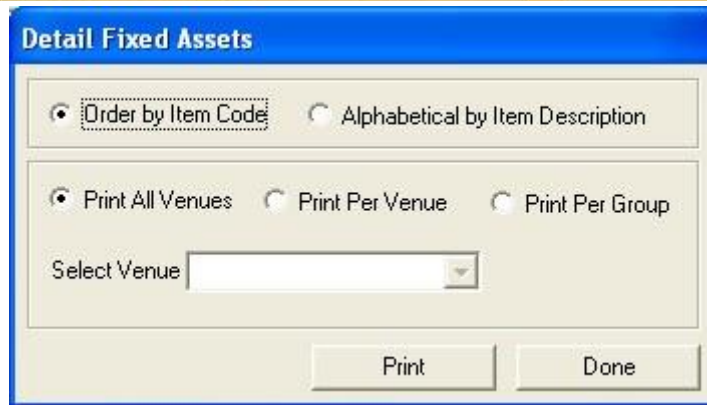 Detail Fixed Assets
Order by Item Code Alphabetical by Item Description
Print All Venues Print Per Venue Print Per Group
Select Venue
Print Done